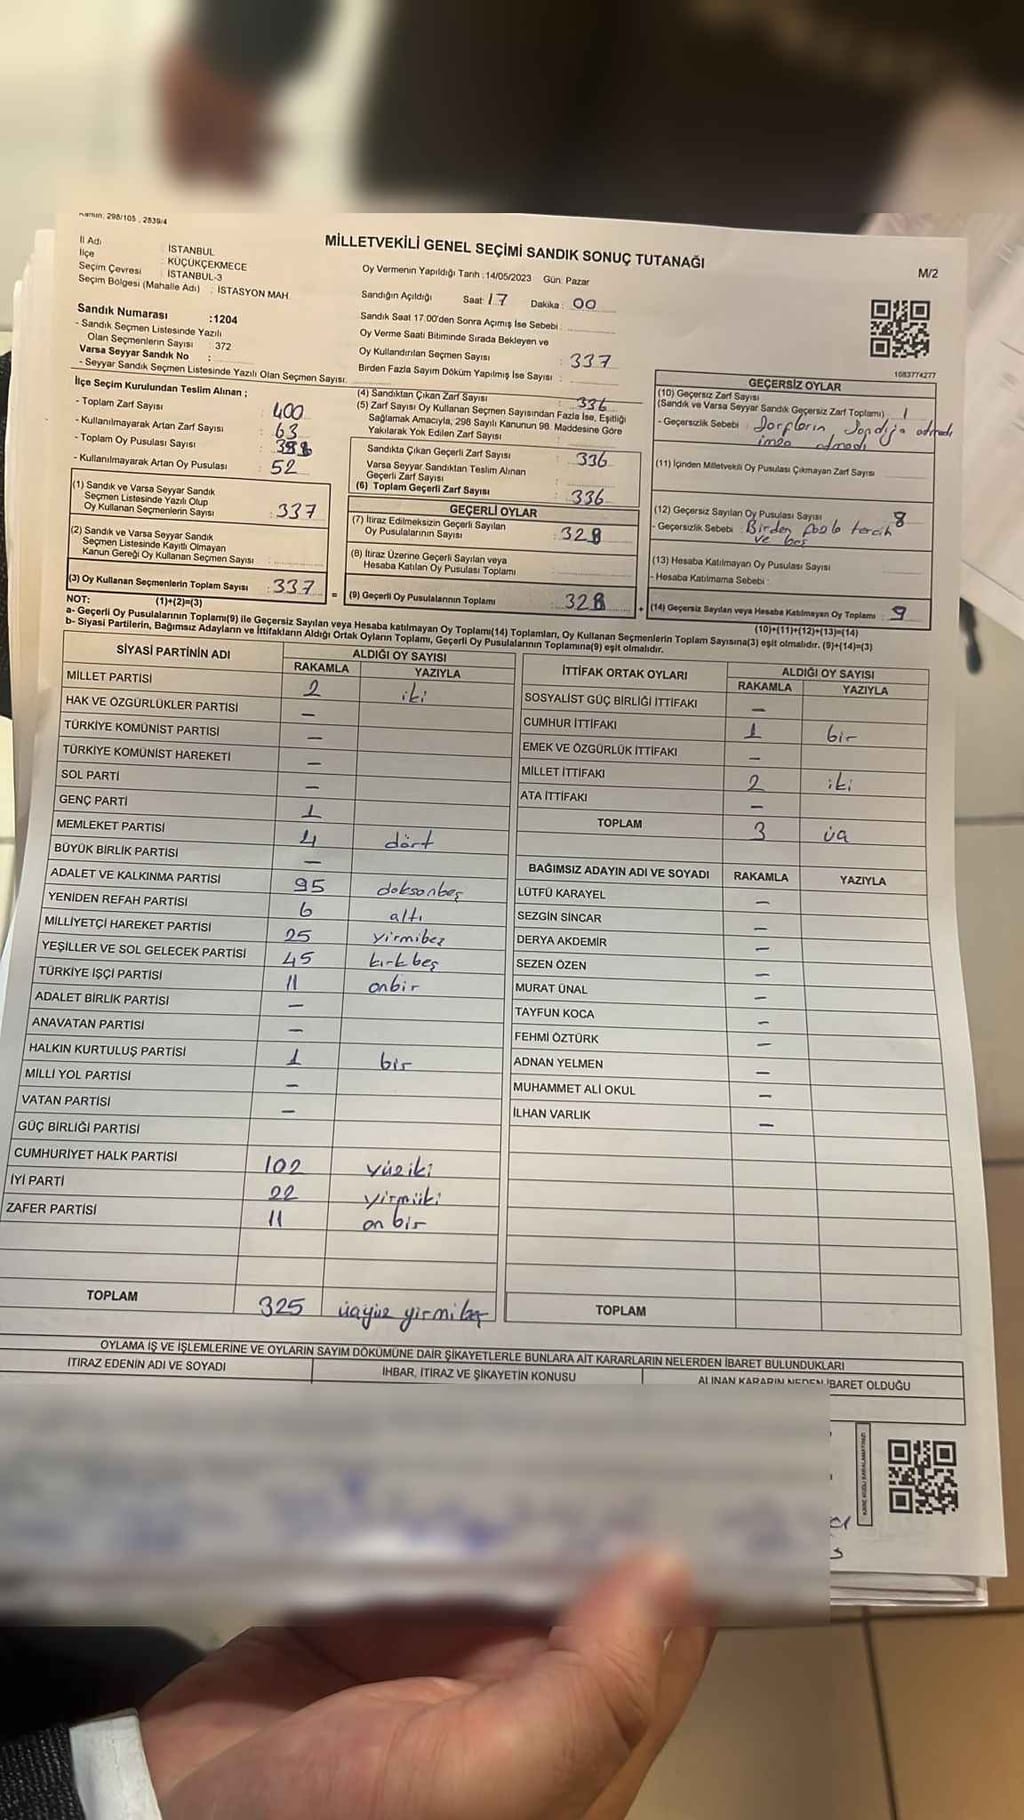 Kanun: 298/105 , 2839/4
MİLLETVEKİLİ GENEL SEÇİMİ SANDIK SONUÇ TUTANAĞI
M/2
İl Adı : İSTANBUL
İlçe : KÜÇÜKÇEKMECE
Seçim Çevresi : İSTANBUL-3
Seçim Bölgesi (Mahalle Adı) : İSTASYON MAH.
Sandık Numarası :1204
- Sandık Seçmen Listesinde Yazılı
Olan Seçmenlerin Sayısı : 372
Varsa Seyyar Sandık No :
- Seyyar Sandık Seçmen Listesinde Yazılı Olan Seçmen Sayısı:
Oy Vermenin Yapıldığı Tarih :14/05/2023 Gün: Pazar
Sandığın Açıldığı Saat: 17 Dakika: 00
Sandık Saat 17.00'den Sonra Açımış İse Sebebi:
Oy Verme Saati Bitiminde Sırada Bekleyen ve
Oy Kullandırılan Seçmen Sayısı : 337
Birden Fazla Sayım Döküm Yapılmış İse Sayısı :
1083774277
İlçe Seçim Kurulundan Teslim Alınan ;
- Toplam Zarf Sayısı : 400
- Kullanılmayarak Artan Zarf Sayısı : 63
- Toplam Oy Pusulası Sayısı :
- Kullanılmayarak Artan Oy Pusulası : 52
(1) Sandık ve Varsa Seyyar Sandık
Seçmen Listesinde Yazılı Olup
Oy Kullanan Seçmenlerin Sayısı : 337
(2) Sandık ve Varsa Seyyar Sandık
Seçmen Listesinde Kayıtlı Olmayan
Kanun Gereği Oy Kullanan Seçmen Sayısı :
(3) Oy Kullanan Seçmenlerin Toplam Sayısı : 337
(4) Sandıktan Çıkan Zarf Sayısı : 336
(5) Zarf Sayısı Oy Kullanan Seçmen Sayısından Fazla İse, Eşitliği
Sağlamak Amacıyla, 298 Sayılı Kanunun 98. Maddesine Göre
Yakılarak Yok Edilen Zarf Sayısı :
Sandıkta Çıkan Geçerli Zarf Sayısı : 336
Varsa Seyyar Sandıktan Teslim Alınan
Geçerli Zarf Sayısı :
(6) Toplam Geçerli Zarf Sayısı : 336
GEÇERLİ OYLAR
(7) İtiraz Edilmeksizin Geçerli Sayılan
Oy Pusulalarının Sayısı : 328
(8) İtiraz Üzerine Geçerli Sayılan veya
Hesaba Katılan Oy Pusulası Toplamı :
= (9) Geçerli Oy Pusulalarının Toplamı : 328
GEÇERSİZ OYLAR
(10) Geçersiz Zarf Sayısı
(Sandık ve Varsa Seyyar Sandık Geçersiz Zarf Toplamı) : 1
- Geçersizlik Sebebi : Sandığa atmadı
imza atmadı
(11) İçinden Milletvekili Oy Pusulası Çıkmayan Zarf Sayısı
(12) Geçersiz Sayılan Oy Pusulası Sayısı : 8
- Geçersizlik Sebebi : Birden fazla tercih
ve boş
(13) Hesaba Katılmayan Oy Pusulası Sayısı
- Hesaba Katılmama Sebebi :
+ (14) Geçersiz Sayılan veya Hesaba Katılmayan Oy Toplamı : 9
NOT: (1)+(2)=(3)
(10)+(11)+(12)+(13)=(14)
a- Geçerli Oy Pusulalarının Toplamı(9) ile Geçersiz Sayılan veya Hesaba Katılmayan Oy Toplamı(14) Toplamları, Oy Kullanan Seçmenlerin Toplam Sayısına(3) eşit olmalıdır. (9)+(14)=(3)
b- Siyasi Partilerin, Bağımsız Adayların ve İttifakların Aldığı Ortak Oyların Toplamı, Geçerli Oy Pusulalarının Toplamına(9) eşit olmalıdır.
SİYASİ PARTİNİN ADI
ALDIĞI OY SAYISI
RAKAMLA YAZIYLA
MİLLET PARTİSİ 2 iki
HAK VE ÖZGÜRLÜKLER PARTİSİ —
TÜRKİYE KOMÜNİST PARTİSİ —
TÜRKİYE KOMÜNİST HAREKETİ —
SOL PARTİ —
GENÇ PARTİ 1
MEMLEKET PARTİSİ 4 dört
BÜYÜK BİRLİK PARTİSİ —
ADALET VE KALKINMA PARTİSİ 95 doksanbeş
YENİDEN REFAH PARTİSİ 6 altı
MİLLİYETÇİ HAREKET PARTİSİ 25 yirmibeş
YEŞİLLER VE SOL GELECEK PARTİSİ 45 kırkbeş
TÜRKİYE İŞÇİ PARTİSİ 11 onbir
ADALET BİRLİK PARTİSİ —
ANAVATAN PARTİSİ —
HALKIN KURTULUŞ PARTİSİ 1 bir
MİLLİ YOL PARTİSİ —
VATAN PARTİSİ —
GÜÇ BİRLİĞİ PARTİSİ
CUMHURİYET HALK PARTİSİ 102 yüziki
İYİ PARTİ 22 yirmiiki
ZAFER PARTİSİ 11 on bir
TOPLAM 325 üçyüz yirmibeş
İTTİFAK ORTAK OYLARI
ALDIĞI OY SAYISI
RAKAMLA YAZIYLA
SOSYALİST GÜÇ BİRLİĞİ İTTİFAKI —
CUMHUR İTTİFAKI 1 bir
EMEK VE ÖZGÜRLÜK İTTİFAKI —
MİLLET İTTİFAKI 2 iki
ATA İTTİFAKI —
TOPLAM 3 üç
BAĞIMSIZ ADAYIN ADI VE SOYADI RAKAMLA YAZIYLA
LÜTFÜ KARAYEL —
SEZGİN SİNCAR —
DERYA AKDEMİR —
SEZEN ÖZEN —
MURAT ÜNAL —
TAYFUN KOCA —
FEHMİ ÖZTÜRK —
ADNAN YELMEN —
MUHAMMET ALİ OKUL —
İLHAN VARLIK —
TOPLAM
OYLAMA İŞ VE İŞLEMLERİNE VE OYLARIN SAYIM DÖKÜMÜNE DAİR ŞİKAYETLERLE BUNLARA AİT KARARLARIN NELERDEN İBARET BULUNDUKLARI
İTİRAZ EDENİN ADI VE SOYADI
İHBAR, İTİRAZ VE ŞİKAYETİN KONUSU
ALINAN KARARIN NEDEN İBARET OLDUĞU